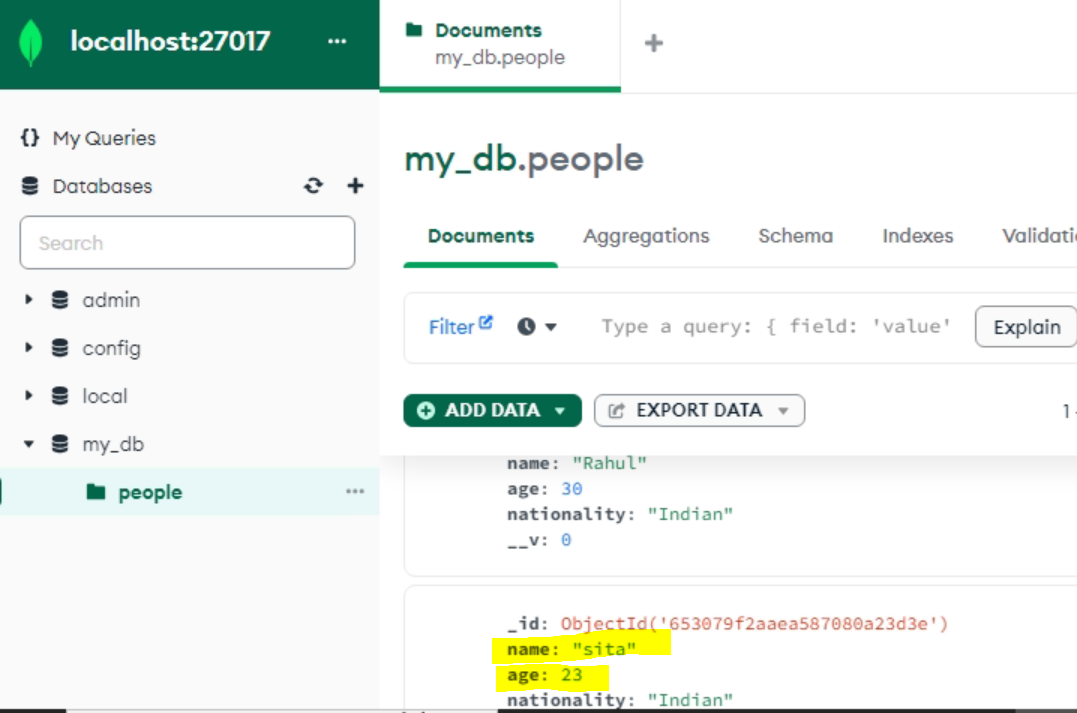 localhost:27017 ...
{} My Queries
Databases
Search
admin
config
local
my_db
people ...
Documents
my_db.people
my_db.people
Documents Aggregations Schema Indexes Validati
Filter Type a query: { field: 'value' Explain
ADD DATA EXPORT DATA 1
name: "Rahul"
age: 30
nationality: "Indian"
__v: 0
_id: ObjectId('653079f2aaea587080a23d3e')
name: "sita"
age: 23
nationality: "Indian"